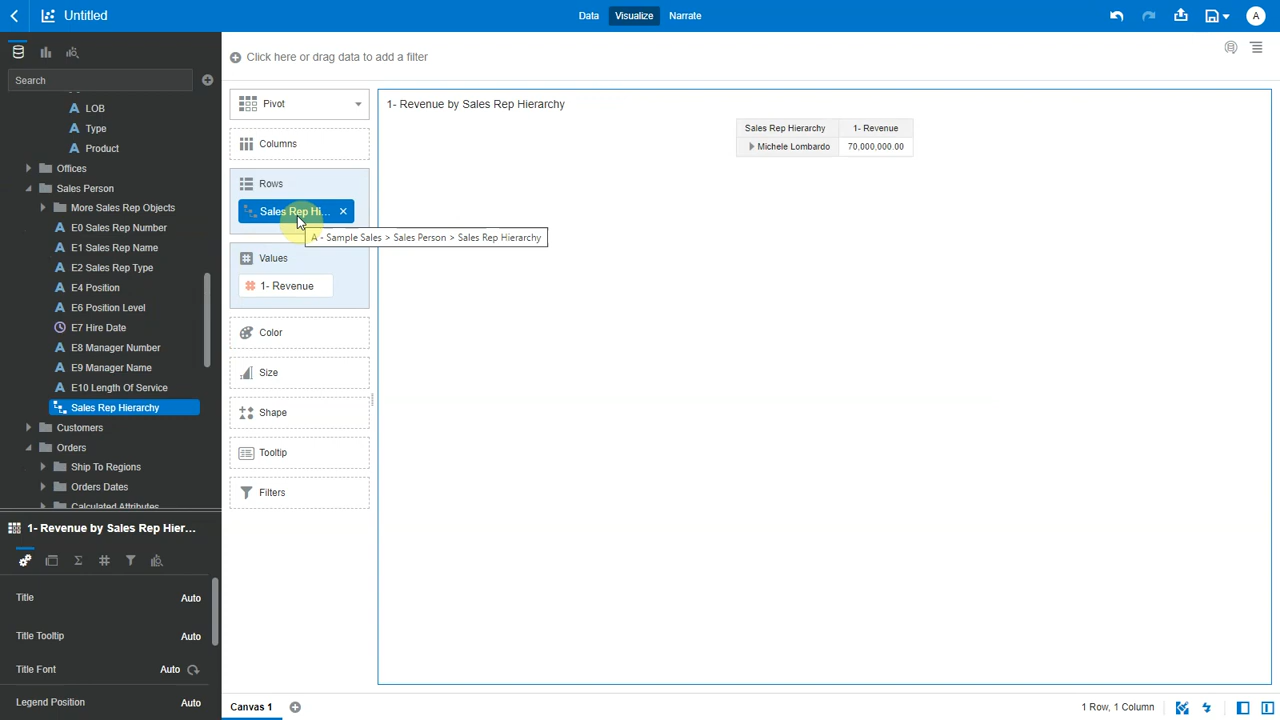 Untitled
Data
Visualize
Narrate
A
Search
Click here or drag data to add a filter
LOB
Type
Product
Offices
Sales Person
More Sales Rep Objects
E0 Sales Rep Number
E1 Sales Rep Name
E2 Sales Rep Type
E4 Position
E6 Position Level
E7 Hire Date
E8 Manager Number
E9 Manager Name
E10 Length Of Service
Sales Rep Hierarchy
Customers
Orders
Ship To Regions
Orders Dates
Calculated Attributes
1- Revenue by Sales Rep Hier...
Title Auto
Title Tooltip Auto
Title Font Auto
Legend Position Auto
Pivot
Columns
Rows
Sales Rep Hi...
A - Sample Sales > Sales Person > Sales Rep Hierarchy
Values
1- Revenue
Color
Size
Shape
Tooltip
Filters
1- Revenue by Sales Rep Hierarchy
Sales Rep Hierarchy 1- Revenue
Michele Lombardo 70,000,000.00
Canvas 1
1 Row, 1 Column